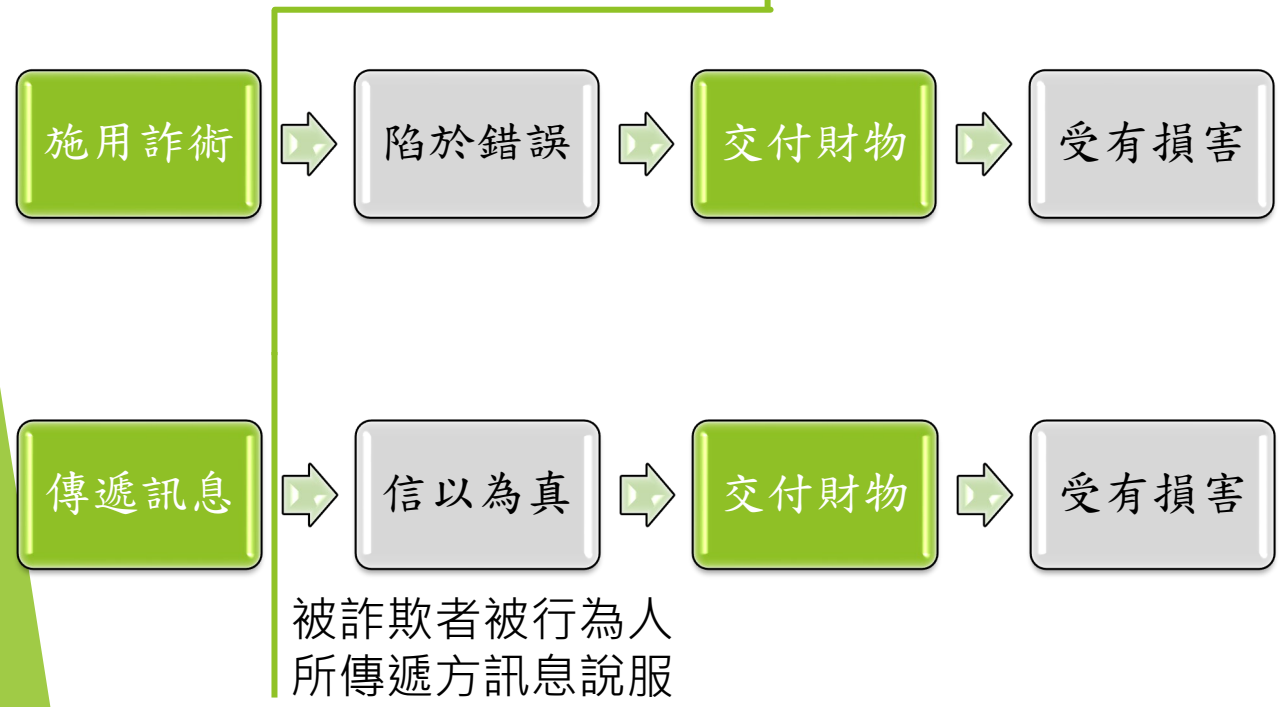 施用詐術
陷於錯誤
交付財物
受有損害
傳遞訊息
信以為真
交付財物
受有損害
被詐欺者被行為人
所傳遞方訊息說服